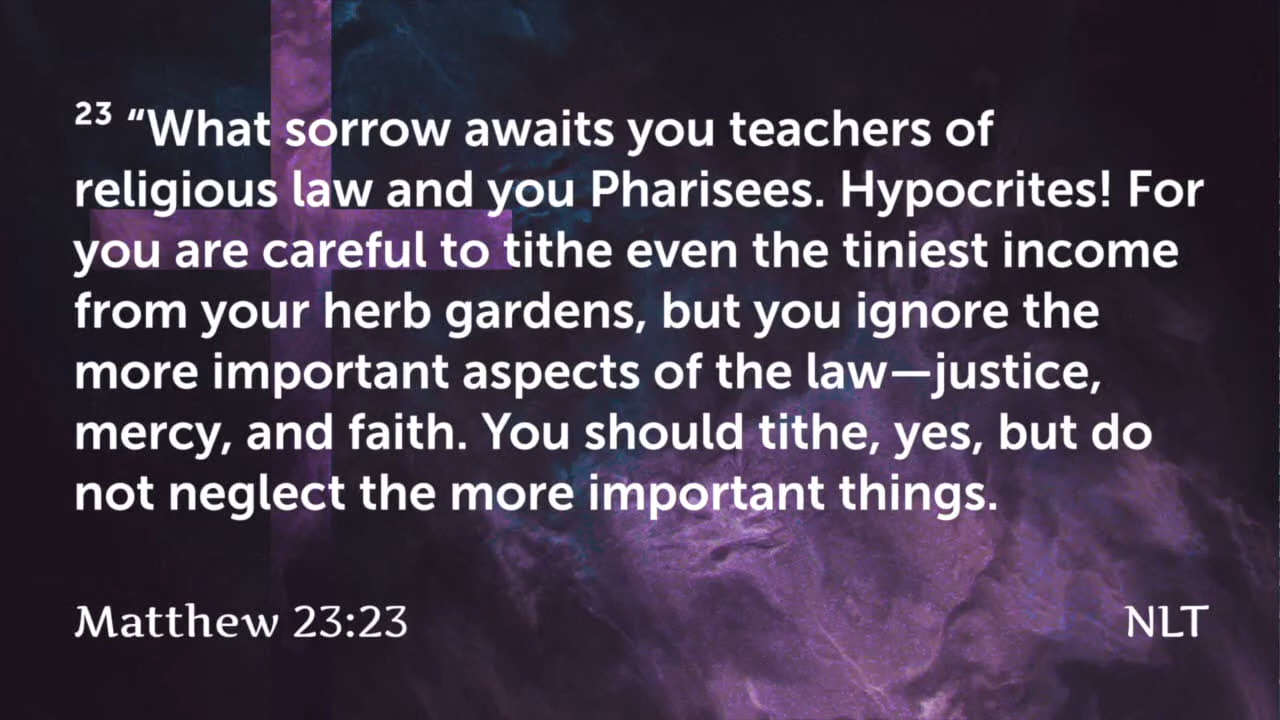 23 “What sorrow awaits you teachers of
religious law and you Pharisees. Hypocrites! For
you are careful to tithe even the tiniest income
from your herb gardens, but you ignore the
more important aspects of the law—justice,
mercy, and faith. You should tithe, yes, but do
not neglect the more important things.
Matthew 23:23 NLT